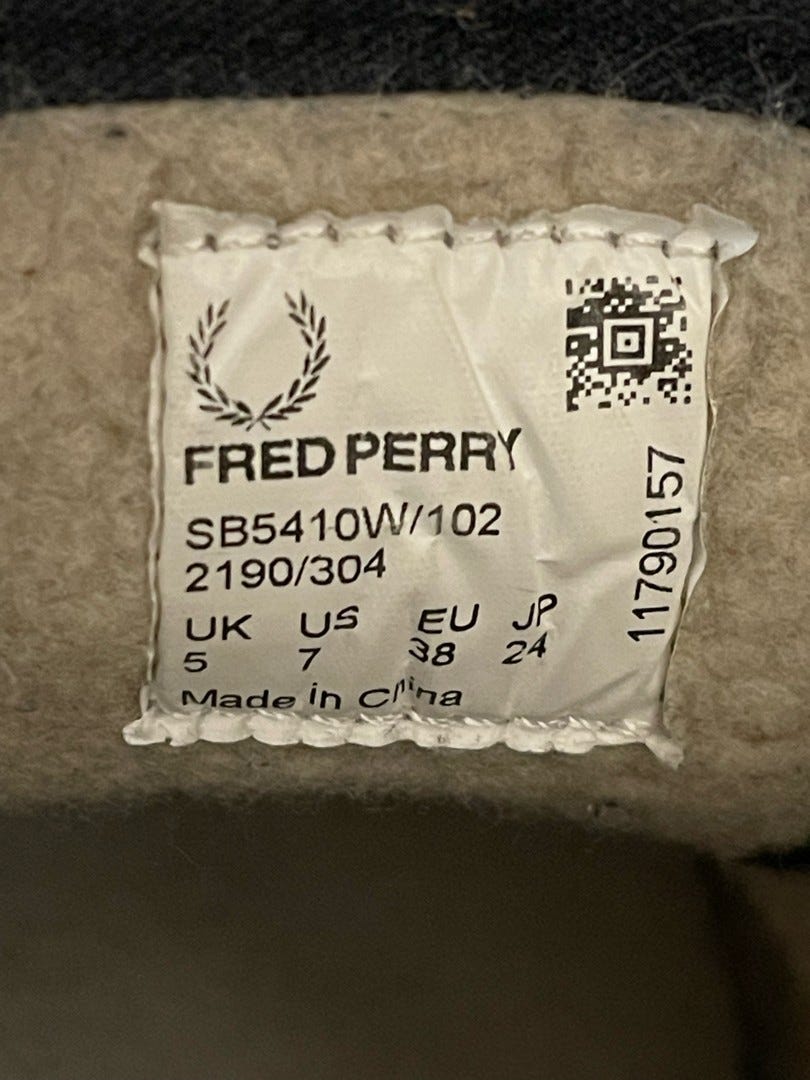 FRED PERRY
SB5410W/102
2190/304
UK US EU JP
5 7 38 24
Made in China
11790157